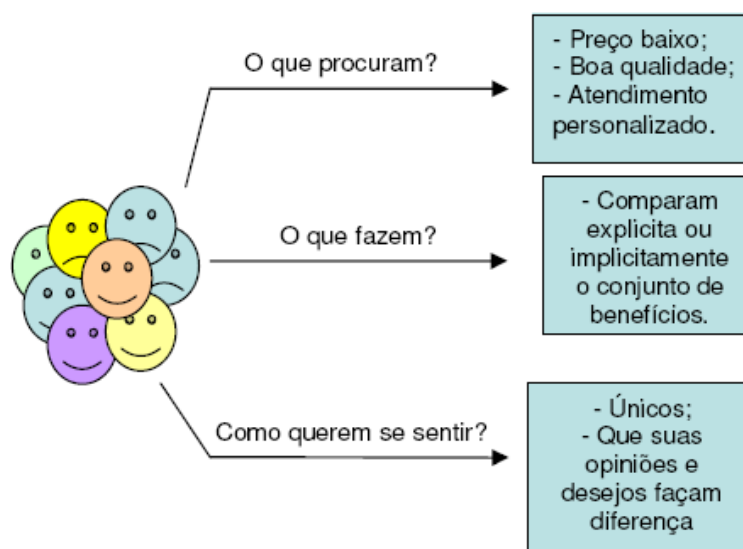 O que procuram?
- Preço baixo;
- Boa qualidade;
- Atendimento
personalizado.
O que fazem?
- Comparam
explicita ou
implicitamente
o conjunto de
benefícios.
Como querem se sentir?
- Únicos;
- Que suas
opiniões e
desejos façam
diferença